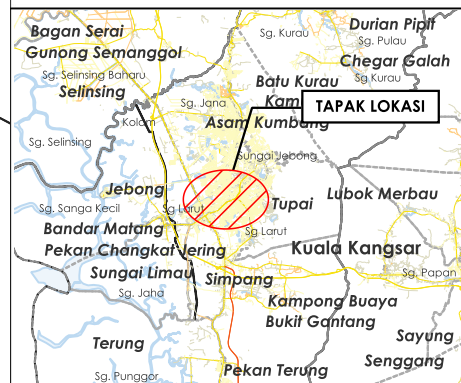 Durian Pipit
Bagan Serai
Sg. Kurau
Sg. Pulau
Gunong Semanggol
Chegar Galah
Sg. Selinsing Baharu
Batu Kurau
Sg Kurau
Selinsing
Sg. Jana
Kam
TAPAK LOKASI
Kolam
Asam Kumbang
Sg. Selinsing
Sungai Jebong
Jebong
Lubok Merbau
Sg. Sanga Kecil
Sg Larut
Tupai
Bandar Matang
Sg Larut
Pekan Changkat Jering
Kuala Kangsar
Sungai Limau
Simpang
Sg. Papan
Sg. Jaha
Kampong Buaya
Bukit Gantang
Sayung
Terung
Senggang
Sg. Punggor
Pekan Terung